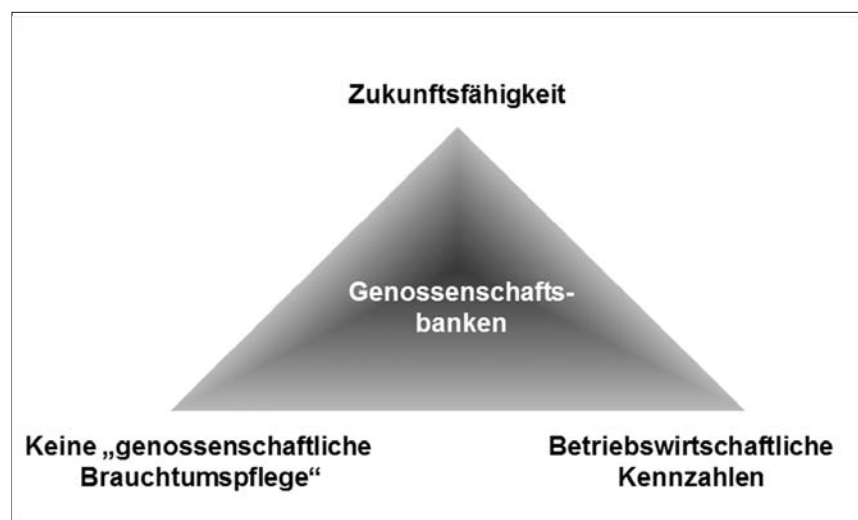 Zukunftsfähigkeit
Genossenschafts-
banken
Keine „genossenschaftliche
Brauchtumspflege“
Betriebswirtschaftliche
Kennzahlen